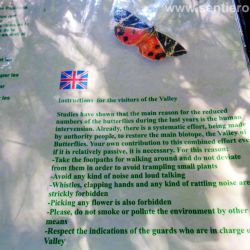 www.sentiero
Instructions for the visitors of the Valley
Studies have shown that the main reason for the reduced
numbers of the butterflies during the last years is the human
intervension. Already, there is a systematic effort, being made
by authority people, to restore the main biotope, the Valley of
Butterflies. Your own contribution to this combined effort eve
if it is relatively passive, it is necessary. For this reason:
-Take the footpaths for walking around and do not deviate
from them in order to avoid trampling small plants
-Avoid any kind of noise and loud talking
-Whistles, clapping hands and any kind of rattling noise are
strictly forbidden
-Picking any flower is also forbidden
-Please, do not smoke or pollute the environment by other
means
-Respect the indications of the guards who are in charge o
Valley